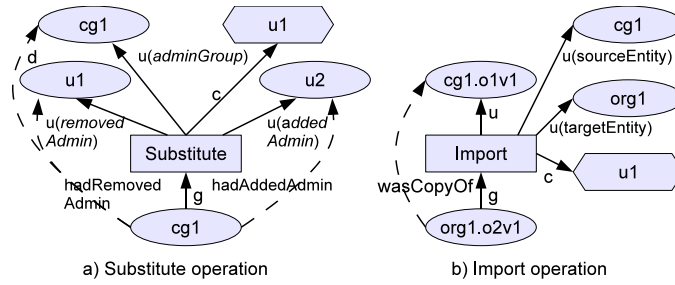 cg1
u1
d
u(adminGroup)
u1
c
u2
u(removed
Admin)
u(added
Admin)
Substitute
hadRemoved
Admin
g
hadAddedAdmin
cg1
a) Substitute operation
cg1
u(sourceEntity)
cg1.o1v1
org1
u
u(targetEntity)
Import
u1
c
wasCopyOf
g
org1.o2v1
b) Import operation